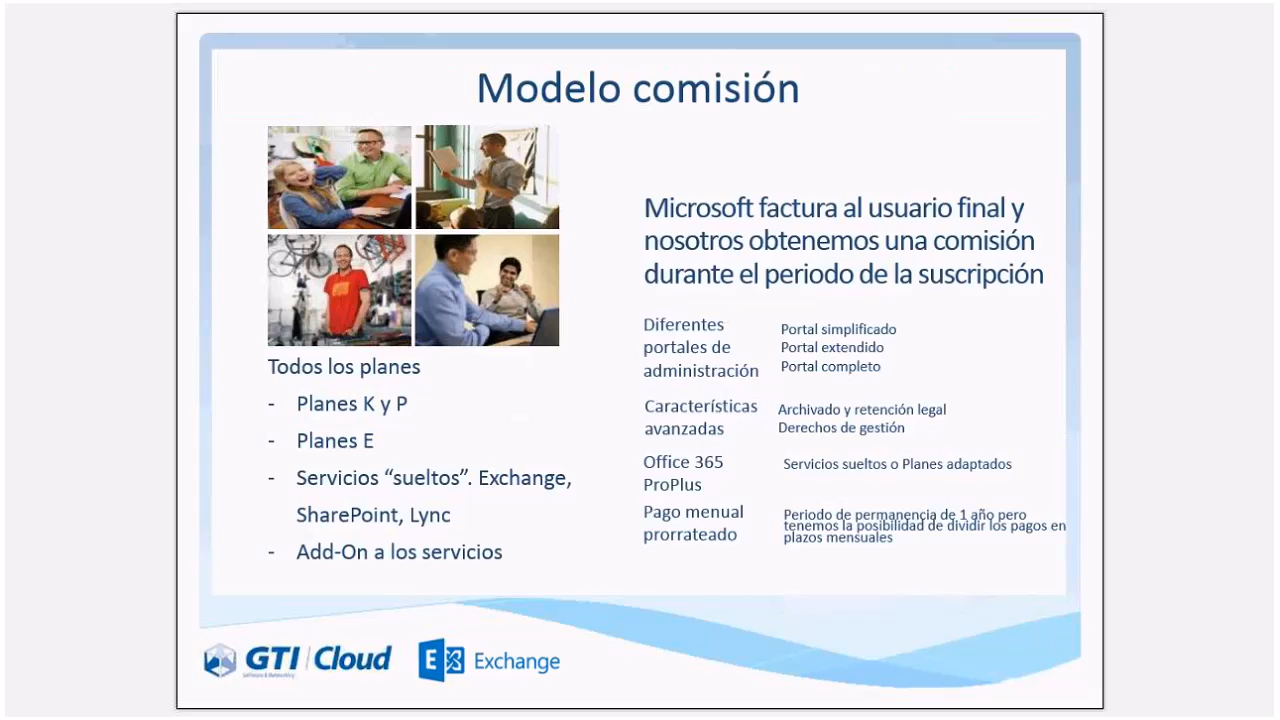 Modelo comisión
Todos los planes
- Planes K y P
- Planes E
- Servicios “sueltos”. Exchange,
SharePoint, Lync
- Add-On a los servicios
Microsoft factura al usuario final y
nosotros obtenemos una comisión
durante el periodo de la suscripción
Diferentes
portales de
administración
Portal simplificado
Portal extendido
Portal completo
Características
avanzadas
Archivado y retención legal
Derechos de gestión
Office 365
ProPlus
Servicios sueltos o Planes adaptados
Pago menual
prorrateado
Periodo de permanencia de 1 año pero
tenemos la posibilidad de dividir los pagos en
plazos mensuales
GTI Cloud
Software & Networking
E Exchange